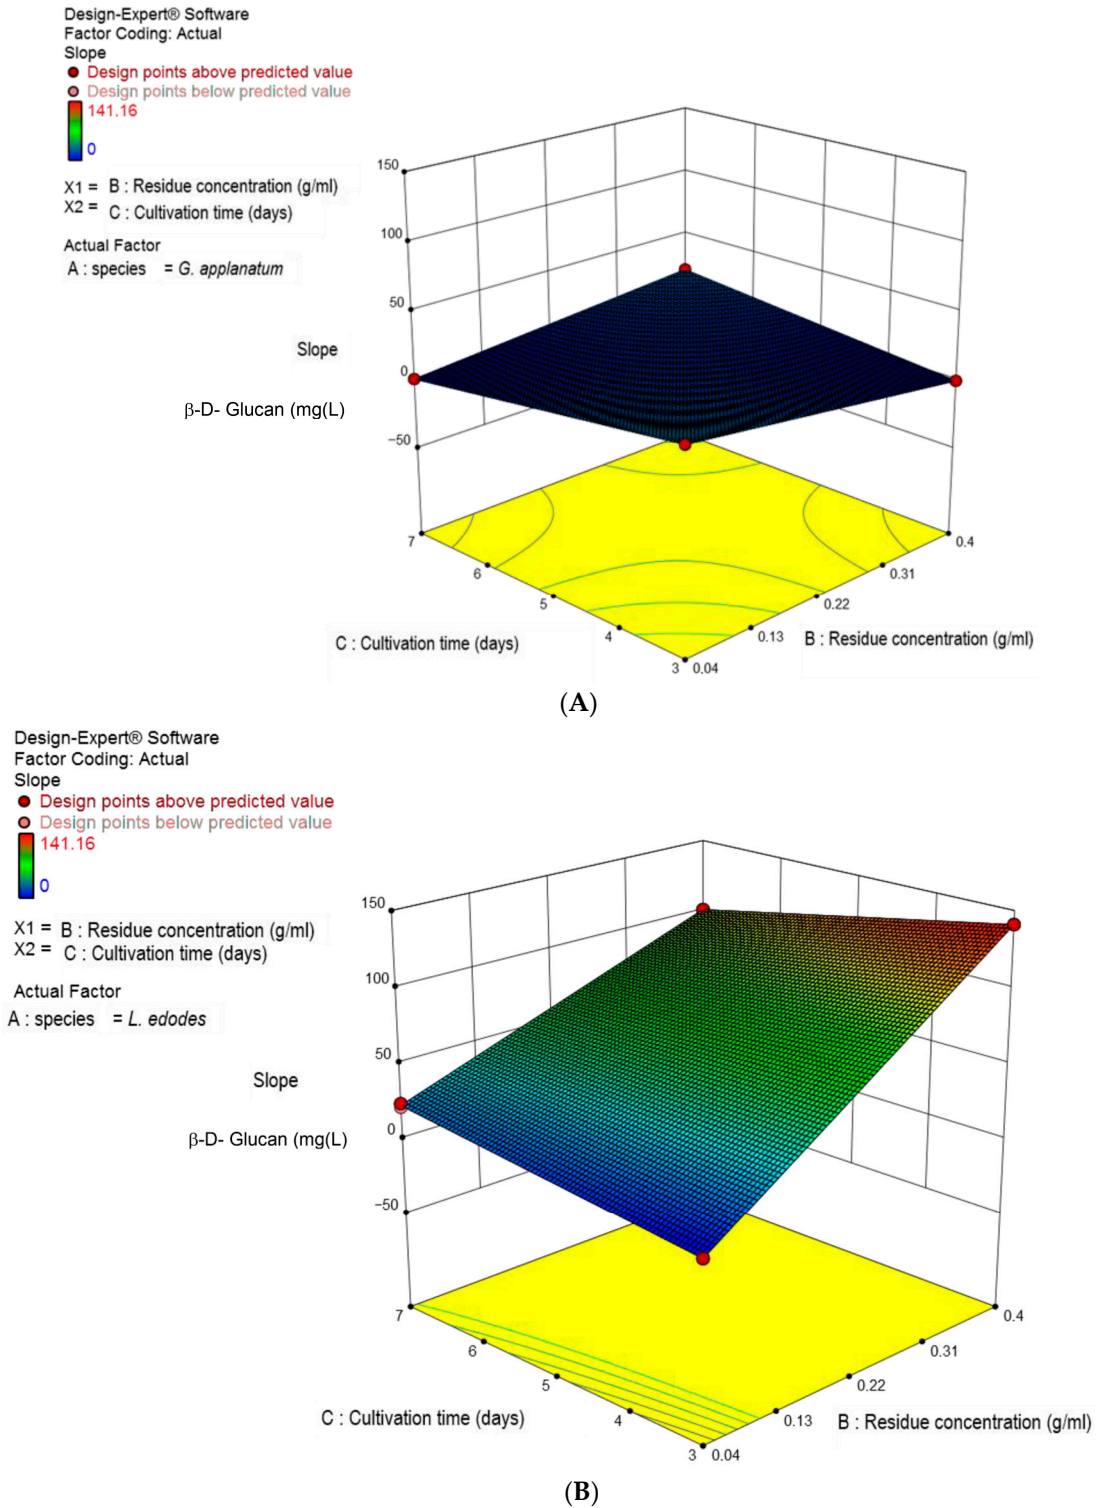 Design-Expert® Software
Factor Coding: Actual
Slope
Design points above predicted value
Design points below predicted value
141.16
0
X1 = B : Residue concentration (g/ml)
X2 = C : Cultivation time (days)
Actual Factor
A : species = G. applanatum
150
100
50
0
−50
Slope
β-D- Glucan (mg(L)
7
6
5
4
3
0.04
0.13
0.22
0.31
0.4
C : Cultivation time (days)
B : Residue concentration (g/ml)
(A)
Design-Expert® Software
Factor Coding: Actual
Slope
Design points above predicted value
Design points below predicted value
141.16
0
X1 = B : Residue concentration (g/ml)
X2 = C : Cultivation time (days)
Actual Factor
A : species = L. edodes
150
100
50
0
−50
Slope
β-D- Glucan (mg(L)
7
6
5
4
3
0.04
0.13
0.22
0.31
0.4
C : Cultivation time (days)
B : Residue concentration (g/ml)
(B)